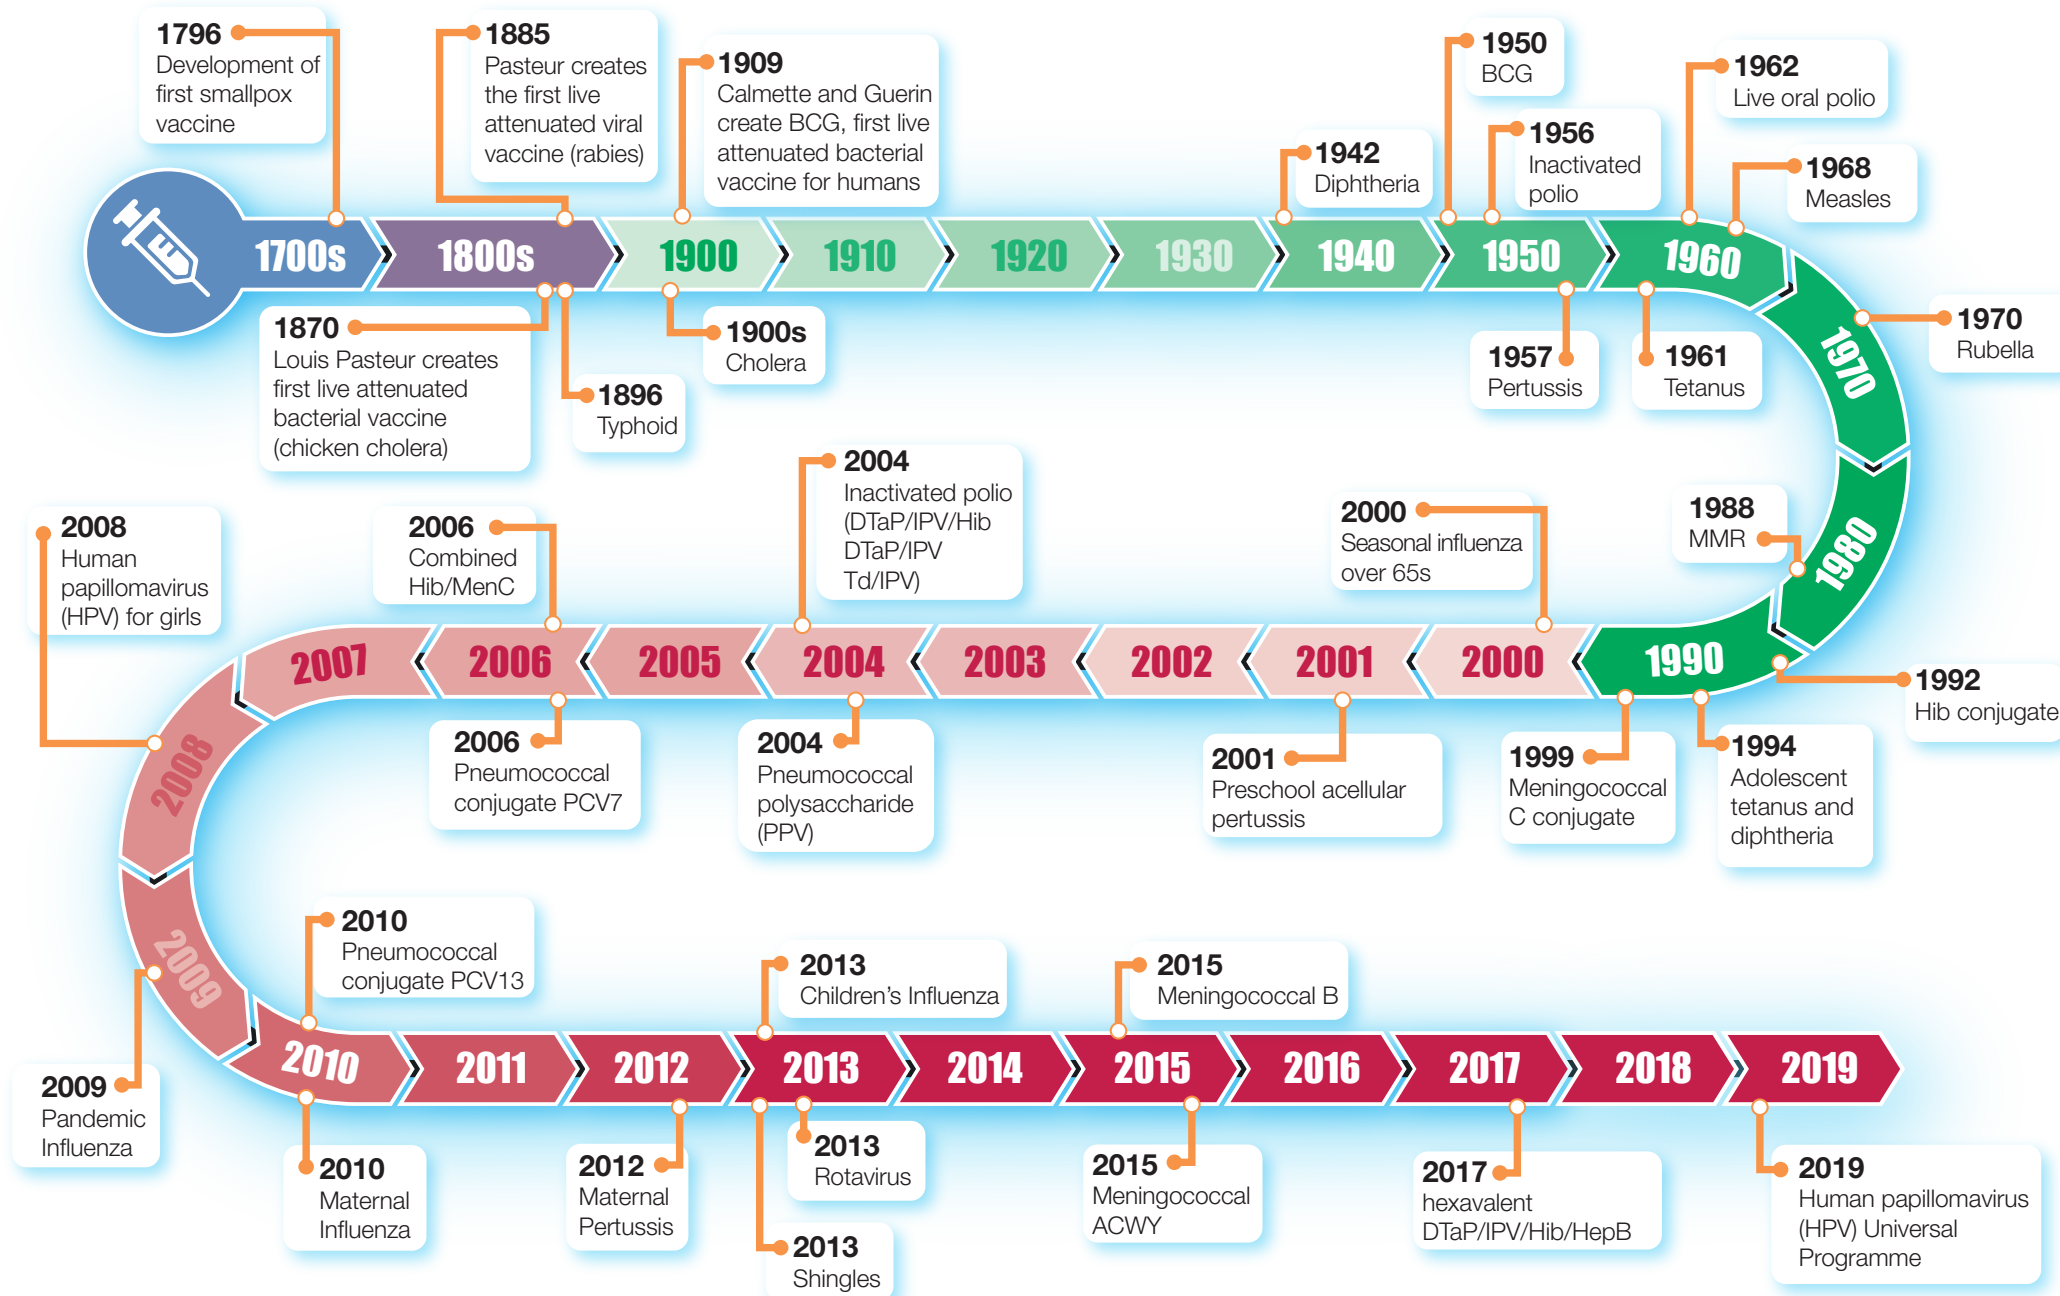 1796
Development of
first smallpox
vaccine
1885
Pasteur creates
the first live
attenuated viral
vaccine (rabies)
1909
Calmette and Guerin
create BCG, first live
attenuated bacterial
vaccine for humans
1942
Diphtheria
1950
BCG
1956
Inactivated
polio
1962
Live oral polio
1968
Measles
1700s
1800s
1900
1910
1920
1930
1940
1950
1960
1970
1980
1870
Louis Pasteur creates
first live attenuated
bacterial vaccine
(chicken cholera)
1896
Typhoid
1900s
Cholera
1957
Pertussis
1961
Tetanus
1970
Rubella
2008
Human
papillomavirus
(HPV) for girls
2006
Combined
Hib/MenC
2004
Inactivated polio
(DTaP/IPV/Hib
DTaP/IPV
Td/IPV)
2000
Seasonal influenza
over 65s
1988
MMR
2007
2006
2005
2004
2003
2002
2001
2000
1990
2008
2009
2006
Pneumococcal
conjugate PCV7
2004
Pneumococcal
polysaccharide
(PPV)
2001
Preschool acellular
pertussis
1999
Meningococcal
C conjugate
1994
Adolescent
tetanus and
diphtheria
1992
Hib conjugate
2010
Pneumococcal
conjugate PCV13
2013
Children’s Influenza
2015
Meningococcal B
2010
2011
2012
2013
2014
2015
2016
2017
2018
2019
2009
Pandemic
Influenza
2010
Maternal
Influenza
2012
Maternal
Pertussis
2013
Rotavirus
2013
Shingles
2015
Meningococcal
ACWY
2017
hexavalent
DTaP/IPV/Hib/HepB
2019
Human papillomavirus
(HPV) Universal
Programme